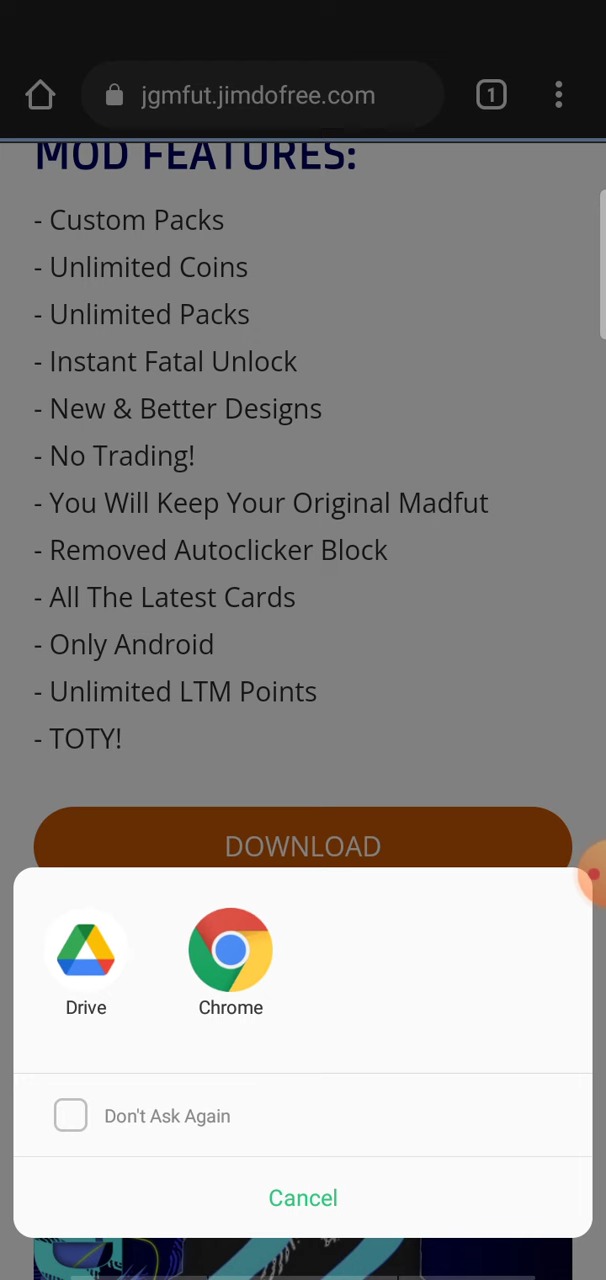 jgmfut.jimdofree.com
1
MOD FEATURES:
- Custom Packs
- Unlimited Coins
- Unlimited Packs
- Instant Fatal Unlock
- New & Better Designs
- No Trading!
- You Will Keep Your Original Madfut
- Removed Autoclicker Block
- All The Latest Cards
- Only Android
- Unlimited LTM Points
- TOTY!
DOWNLOAD
Drive
Chrome
Don't Ask Again
Cancel